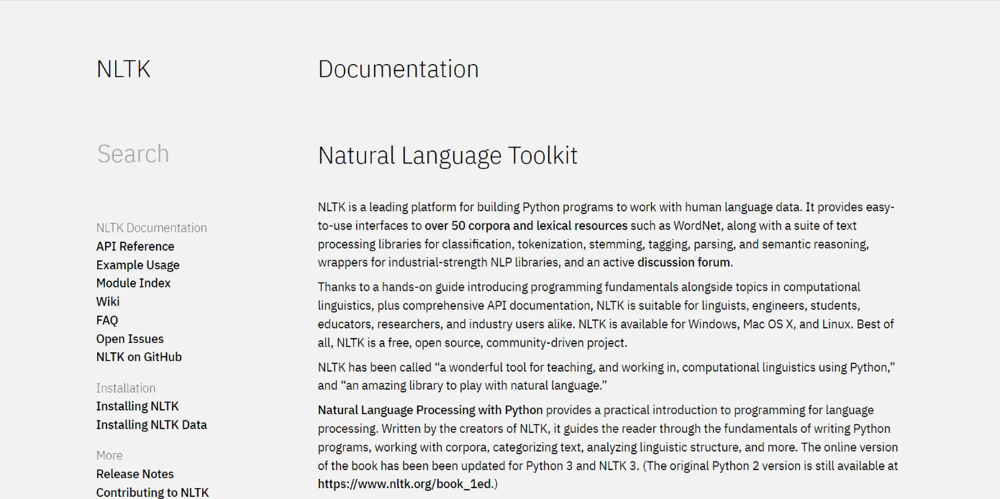 NLTK
Documentation
Search
NLTK Documentation
API Reference
Example Usage
Module Index
Wiki
FAQ
Open Issues
NLTK on GitHub
Installation
Installing NLTK
Installing NLTK Data
More
Release Notes
Contributing to NLTK
Natural Language Toolkit
NLTK is a leading platform for building Python programs to work with human language data. It provides easy-
to-use interfaces to over 50 corpora and lexical resources such as WordNet, along with a suite of text
processing libraries for classification, tokenization, stemming, tagging, parsing, and semantic reasoning,
wrappers for industrial-strength NLP libraries, and an active discussion forum.
Thanks to a hands-on guide introducing programming fundamentals alongside topics in computational
linguistics, plus comprehensive API documentation, NLTK is suitable for linguists, engineers, students,
educators, researchers, and industry users alike. NLTK is available for Windows, Mac OS X, and Linux. Best of
all, NLTK is a free, open source, community-driven project.
NLTK has been called “a wonderful tool for teaching, and working in, computational linguistics using Python,”
and “an amazing library to play with natural language.”
Natural Language Processing with Python provides a practical introduction to programming for language
processing. Written by the creators of NLTK, it guides the reader through the fundamentals of writing Python
programs, working with corpora, categorizing text, analyzing linguistic structure, and more. The online version
of the book has been been updated for Python 3 and NLTK 3. (The original Python 2 version is still available at
https://www.nltk.org/book_1ed.)